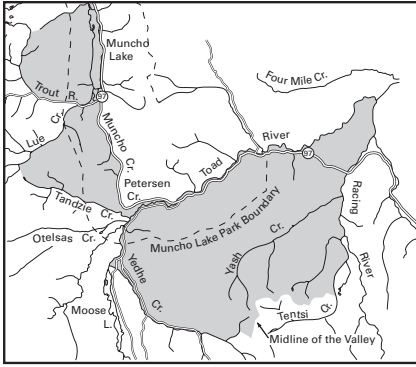 Muncho
Lake
Four Mile Cr.
Trout R.
97
Lue Cr.
Muncho Cr.
River
97
Toad
Petersen
Cr.
Racing
River
Tandzie Cr.
Otelsas Cr.
Muncho Lake Park Boundary
Yash Cr.
Yedhe Cr.
Moose
L.
Tentsi Cr.
Midline of the Valley